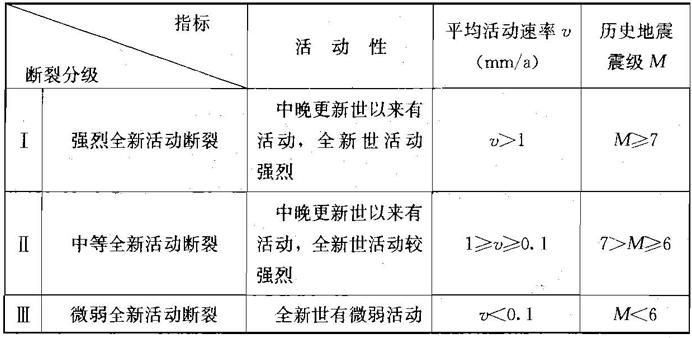 指标
断裂分级
活动性
平均活动速率 v
(mm/a)
历史地震
震级 M
Ⅰ
强烈全新活动断裂
中晚更新世以来有
活动，全新世活动
强烈
v>1
M≥7
Ⅱ
中等全新活动断裂
中晚更新世以来有
活动，全新世活动较
强烈
1≥v≥0.1
7>M≥6
Ⅲ
微弱全新活动断裂
全新世有微弱活动
v<0.1
M<6